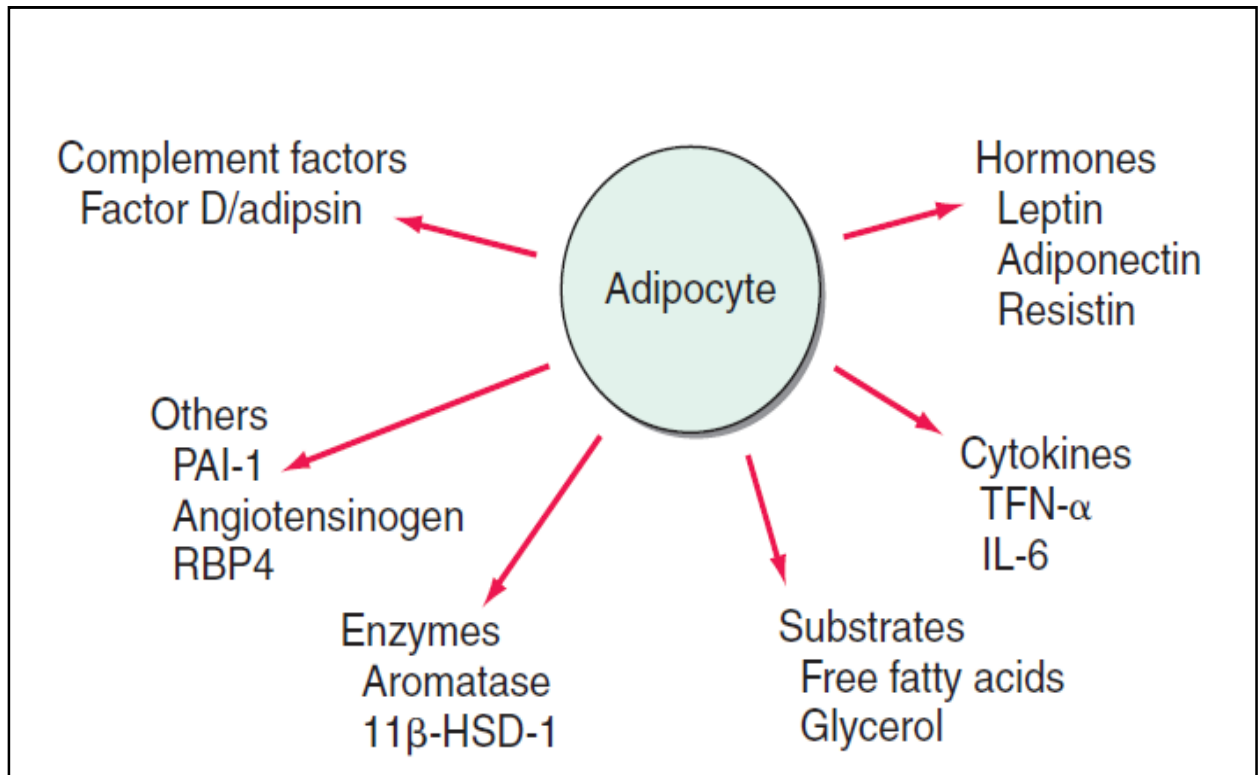 Complement factors
Factor D/adipsin
Adipocyte
Hormones
Leptin
Adiponectin
Resistin
Others
PAI-1
Angiotensinogen
RBP4
Cytokines
TFN-α
IL-6
Enzymes
Aromatase
11β-HSD-1
Substrates
Free fatty acids
Glycerol